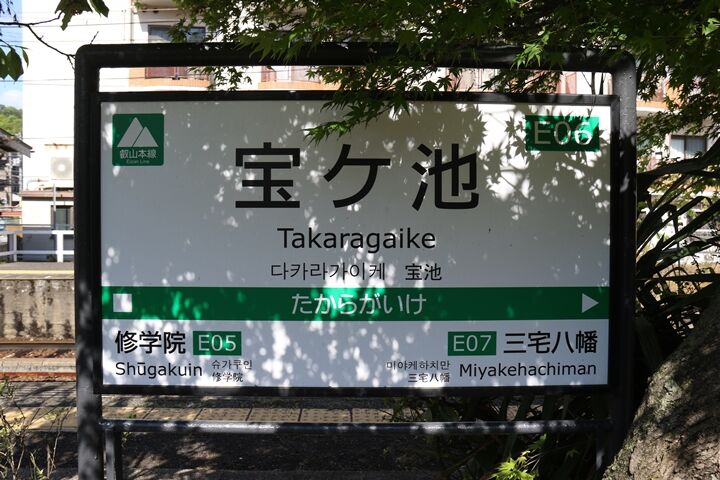 叡山本線
Eizan Line
E06
宝ケ池
Takaragaike
다카라가이케 宝池
たからがいけ
修学院 E05
Shūgakuin 슈가쿠인
修学院
E07 三宅八幡
미야케하치만 Miyakehachiman
三宅八幡